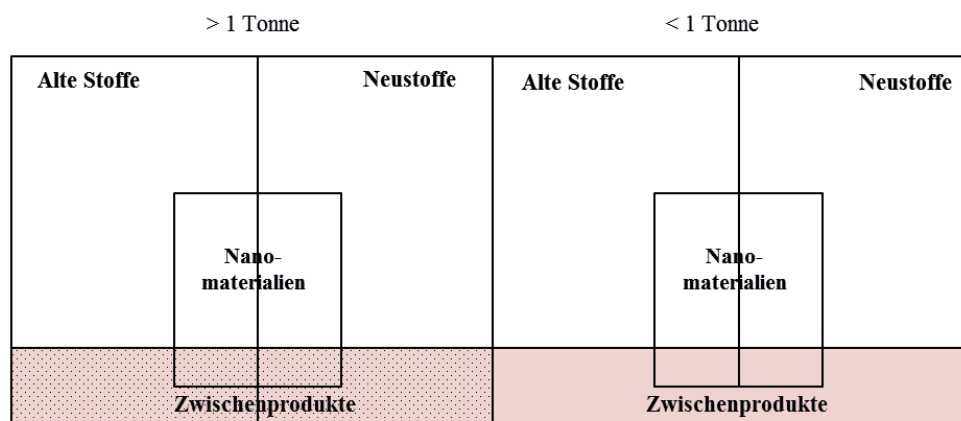 > 1 Tonne
< 1 Tonne
Alte Stoffe
Neustoffe
Alte Stoffe
Neustoffe
Nano-
materialien
Nano-
materialien
Zwischenprodukte
Zwischenprodukte